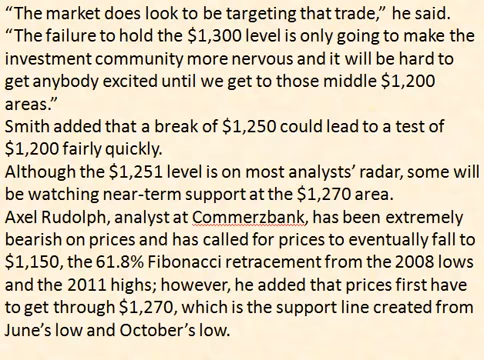 “The market does look to be targeting that trade,” he said.
“The failure to hold the $1,300 level is only going to make the
investment community more nervous and it will be hard to
get anybody excited until we get to those middle $1,200
areas.”
Smith added that a break of $1,250 could lead to a test of
$1,200 fairly quickly.
Although the $1,251 level is on most analysts’ radar, some will
be watching near-term support at the $1,270 area.
Axel Rudolph, analyst at Commerzbank, has been extremely
bearish on prices and has called for prices to eventually fall to
$1,150, the 61.8% Fibonacci retracement from the 2008 lows
and the 2011 highs; however, he added that prices first have
to get through $1,270, which is the support line created from
June’s low and October’s low.